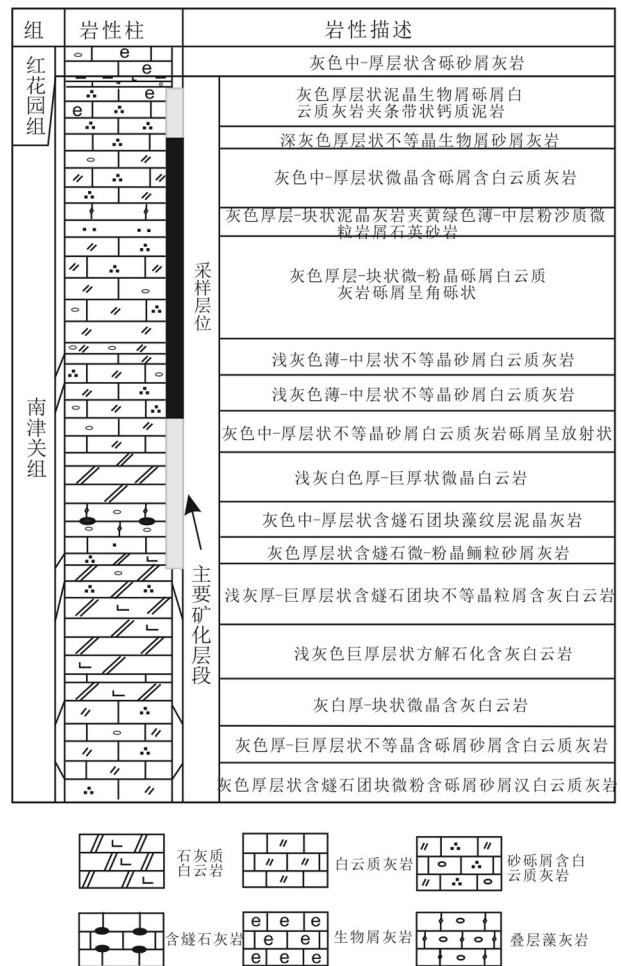 组
岩性柱
岩性描述
红花园组
灰色中-厚层状含砾砂屑灰岩
灰色厚层状泥晶生物屑砾屑白
云质灰岩夹条带状钙质泥岩
深灰色厚层状不等晶生物屑砂屑灰岩
灰色中-厚层状微晶含砾屑含白云质灰岩
灰色厚层-块状泥晶灰岩夹黄绿色薄-中层粉沙质微
粒岩屑石英砂岩
灰色厚层-块状微-粉晶砾屑白云质
灰岩砾屑呈角砾状
采样层位
浅灰色薄-中层状不等晶砂屑白云质灰岩
浅灰色薄-中层状不等晶砂屑白云质灰岩
南津关组
灰色中-厚层状不等晶砂屑白云质灰岩砾屑呈放射状
浅灰白色厚-巨厚状微晶白云岩
灰色中-厚层状含燧石团块藻纹层泥晶灰岩
灰色厚层状含燧石微-粉晶鲕粒砂屑灰岩
主要矿化层段
浅灰厚-巨厚层状含燧石团块不等晶粒屑含灰白云岩
浅灰色巨厚层状方解石化含灰白云岩
灰白厚-块状微晶含灰白云岩
灰色厚-巨厚层状不等晶含砾屑砂屑含白云质灰岩
灰色厚层状含燧石团块微粉含砾屑砂屑汉白云质灰岩
石灰质
白云岩
白云质灰岩
砂砾屑含白
云质灰岩
含燧石灰岩
生物屑灰岩
叠层藻灰岩